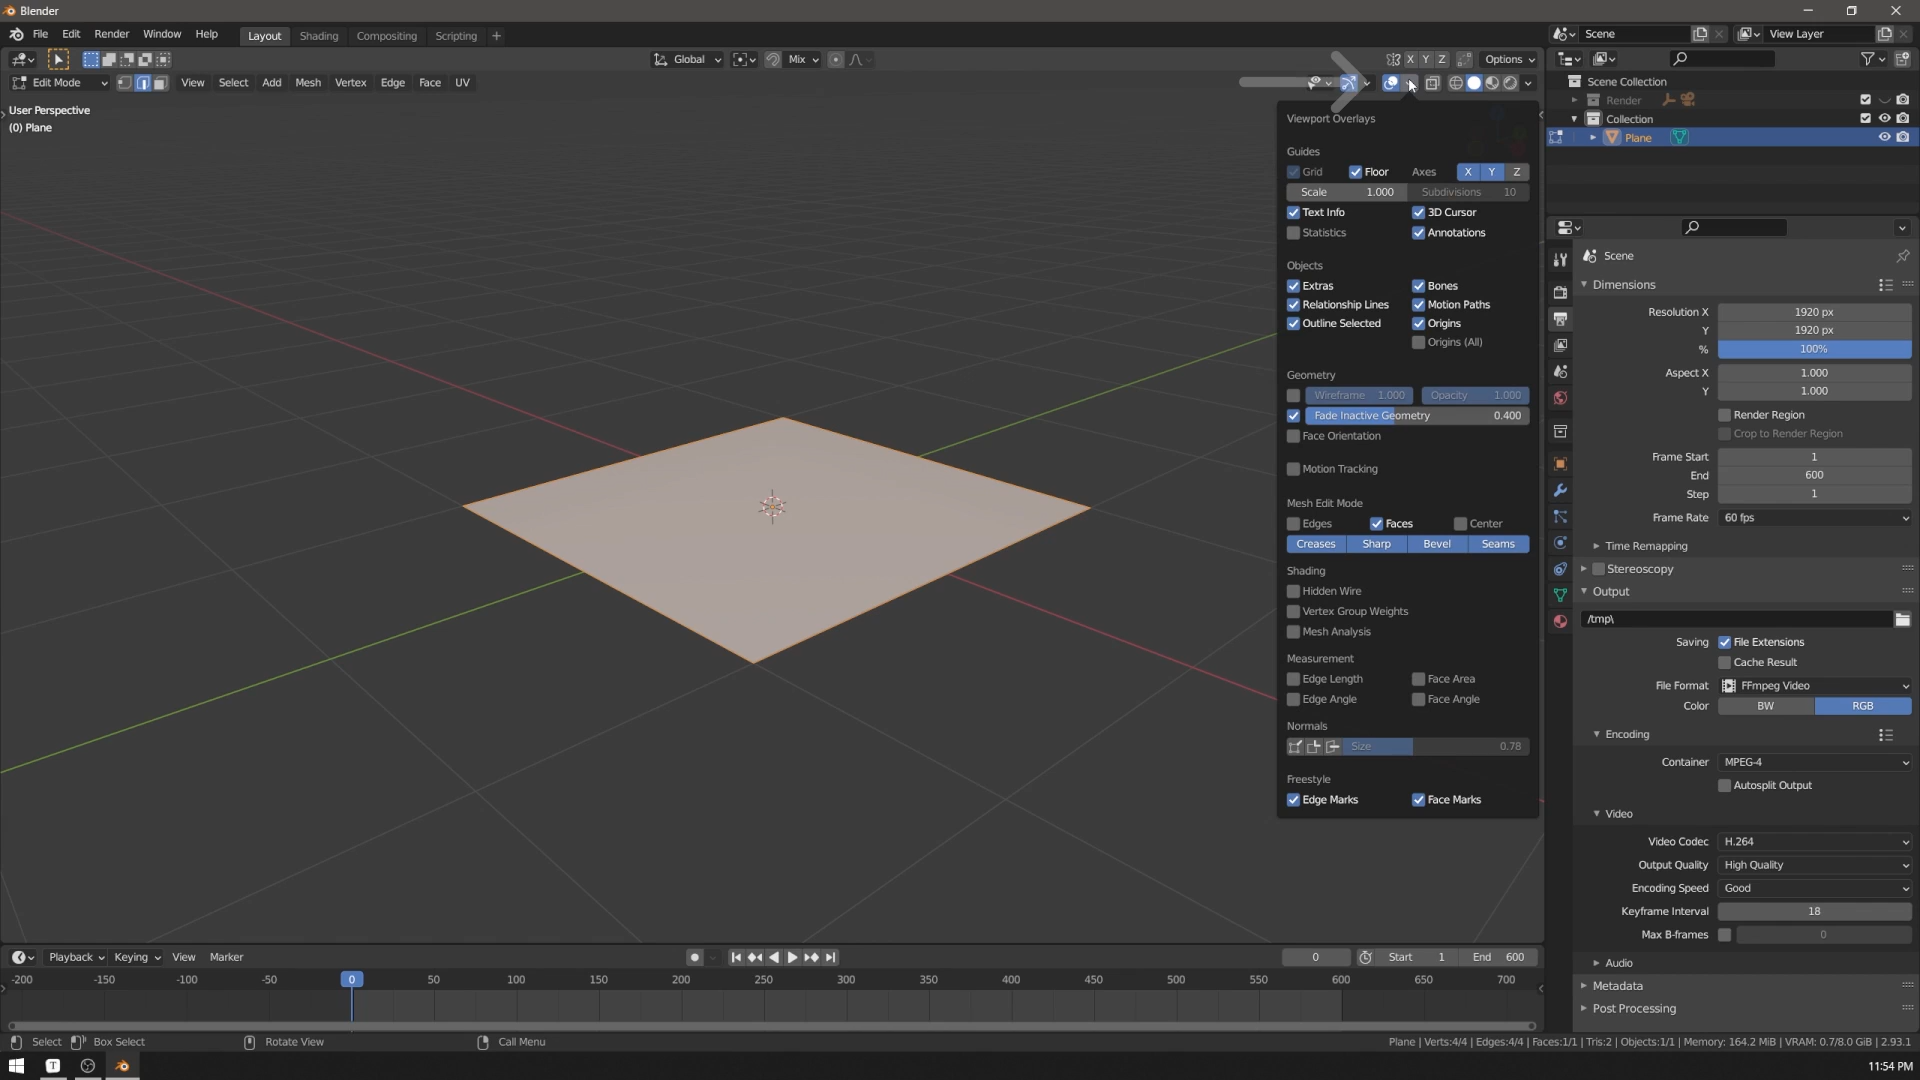 Blender
File Edit Render Window Help Layout Shading Compositing Scripting +
Scene View Layer
Global Mix X Y Z Options
Edit Mode View Select Add Mesh Vertex Edge Face UV
User Perspective
(0) Plane
Viewport Overlays
Guides
Grid Floor Axes X Y Z
Scale 1.000 Subdivisions 10
Text Info 3D Cursor
Statistics Annotations
Objects
Extras Bones
Relationship Lines Motion Paths
Outline Selected Origins
Origins (All)
Geometry
Wireframe 1.000 Opacity 1.000
Fade Inactive Geometry 0.400
Face Orientation
Motion Tracking
Mesh Edit Mode
Edges Faces Center
Creases Sharp Bevel Seams
Shading
Hidden Wire
Vertex Group Weights
Mesh Analysis
Measurement
Edge Length Face Area
Edge Angle Face Angle
Normals
Size 0.78
Freestyle
Edge Marks Face Marks
Scene Collection
Render
Collection
Plane
Scene
Dimensions
Resolution X 1920 px
Y 1920 px
% 100%
Aspect X 1.000
Y 1.000
Render Region
Crop to Render Region
Frame Start 1
End 600
Step 1
Frame Rate 60 fps
Time Remapping
Stereoscopy
Output
/tmp\
Saving File Extensions
Cache Result
File Format FFmpeg Video
Color BW RGB
Encoding
Container MPEG-4
Autosplit Output
Video
Video Codec H.264
Output Quality High Quality
Encoding Speed Good
Keyframe Interval 18
Max B-frames 0
Audio
Metadata
Post Processing
Playback Keying View Marker 0 Start 1 End 600
-200 -150 -100 -50 0 50 100 150 200 250 300 350 400 450 500 550 600 650 700
Select Box Select Rotate View Call Menu Plane | Verts:4/4 | Edges:4/4 | Faces:1/1 | Tris:2 | Objects:1/1 | Memory: 164.2 MiB | VRAM: 0.7/8.0 GiB | 2.93.1
T 11:54 PM